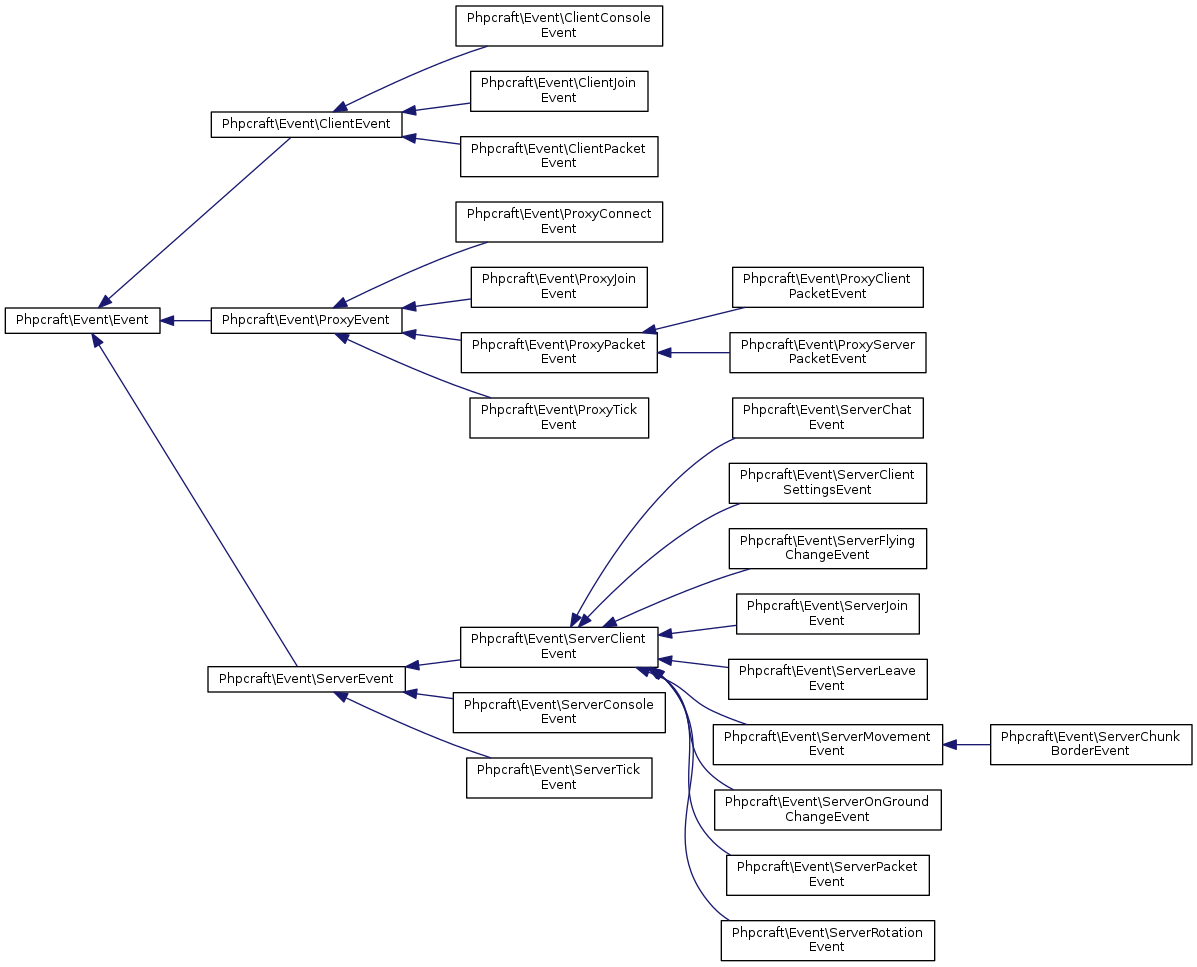 Phpcraft\Event\ClientConsole
Event
Phpcraft\Event\ClientJoin
Event
Phpcraft\Event\ClientEvent
Phpcraft\Event\ClientPacket
Event
Phpcraft\Event\ProxyConnect
Event
Phpcraft\Event\ProxyJoin
Event
Phpcraft\Event\ProxyClient
PacketEvent
Phpcraft\Event\Event
Phpcraft\Event\ProxyEvent
Phpcraft\Event\ProxyPacket
Event
Phpcraft\Event\ProxyServer
PacketEvent
Phpcraft\Event\ProxyTick
Event
Phpcraft\Event\ServerChat
Event
Phpcraft\Event\ServerClient
SettingsEvent
Phpcraft\Event\ServerFlying
ChangeEvent
Phpcraft\Event\ServerJoin
Event
Phpcraft\Event\ServerClient
Event
Phpcraft\Event\ServerLeave
Event
Phpcraft\Event\ServerEvent
Phpcraft\Event\ServerConsole
Event
Phpcraft\Event\ServerMovement
Event
Phpcraft\Event\ServerChunk
BorderEvent
Phpcraft\Event\ServerTick
Event
Phpcraft\Event\ServerOnGround
ChangeEvent
Phpcraft\Event\ServerPacket
Event
Phpcraft\Event\ServerRotation
Event